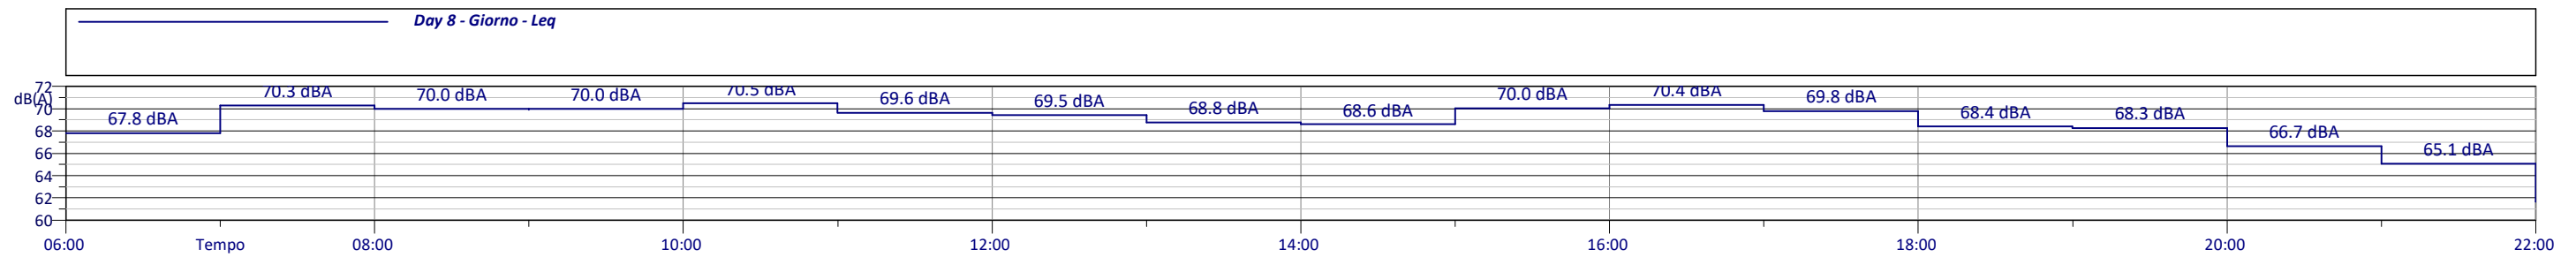 Day 8 - Giorno - Leq
72
dB(A)
70
68
66
64
62
60
67.8 dBA
70.3 dBA
70.0 dBA
70.0 dBA
70.5 dBA
69.6 dBA
69.5 dBA
68.8 dBA
68.6 dBA
70.0 dBA
70.4 dBA
69.8 dBA
68.4 dBA
68.3 dBA
66.7 dBA
65.1 dBA
06:00 Tempo 08:00 10:00 12:00 14:00 16:00 18:00 20:00 22:00